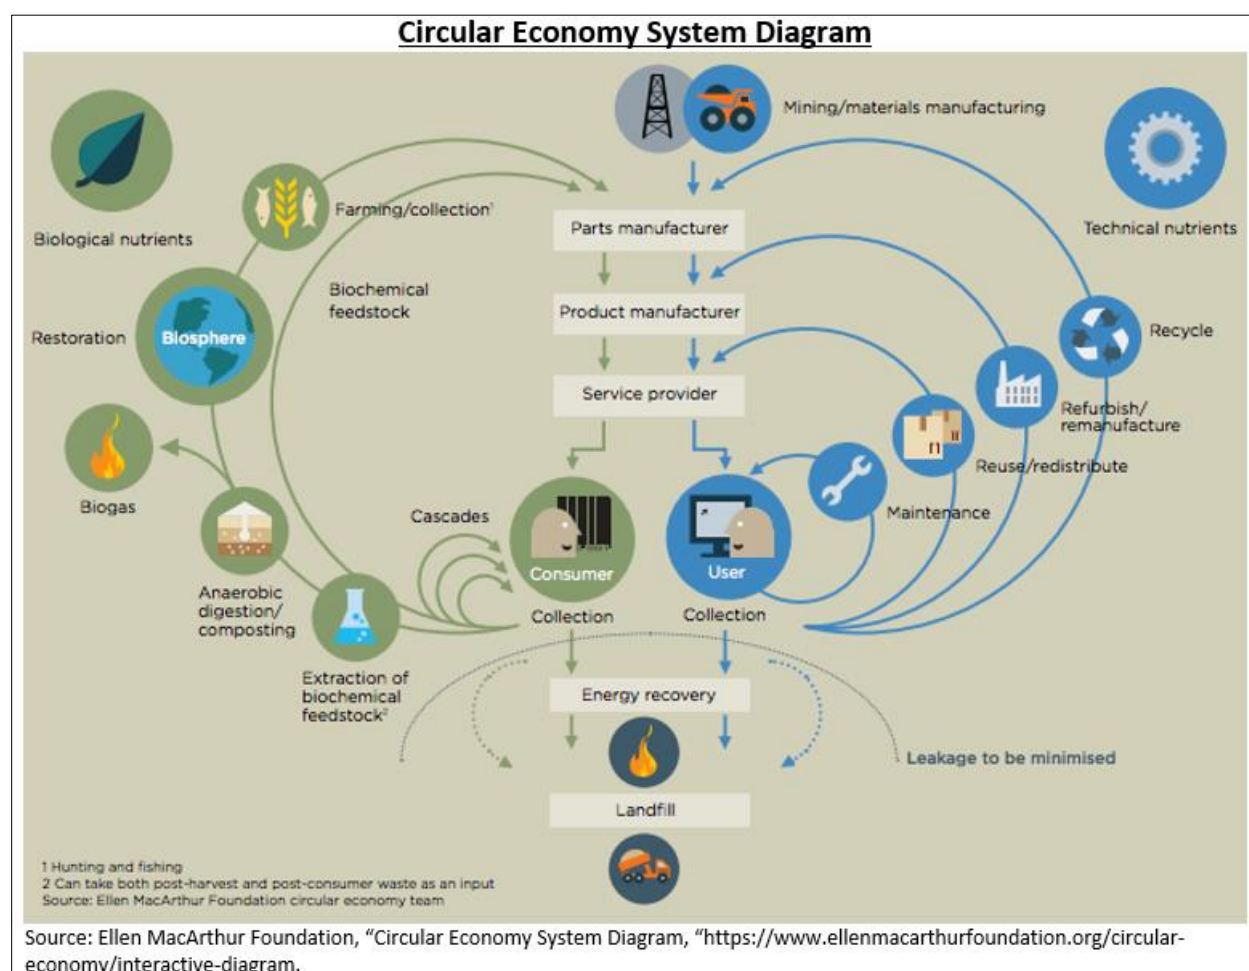 Circular Economy System Diagram
Mining/materials manufacturing
Biological nutrients
Technical nutrients
Farming/collection¹
Parts manufacturer
Biochemical
feedstock
Product manufacturer
Restoration
Biosphere
Recycle
Service provider
Refurbish/
remanufacture
Reuse/redistribute
Biogas
Cascades
Maintenance
Consumer
User
Anaerobic
digestion/
composting
Collection
Collection
Extraction of
biochemical
feedstock²
Energy recovery
Leakage to be minimised
Landfill
1 Hunting and fishing
2 Can take both post-harvest and post-consumer waste as an input
Source: Ellen MacArthur Foundation circular economy team
Source: Ellen MacArthur Foundation, “Circular Economy System Diagram, “https://www.ellenmacarthurfoundation.org/circular-
economy/interactive-diagram.